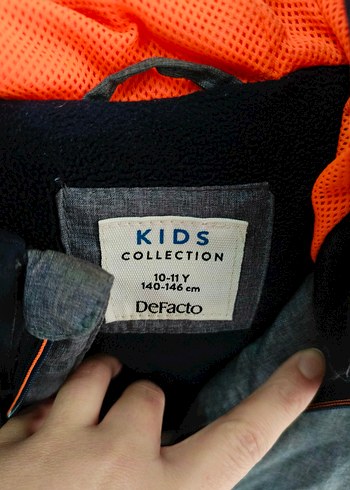 KIDS
COLLECTION
10-11 Y
140-146 cm
DeFacto